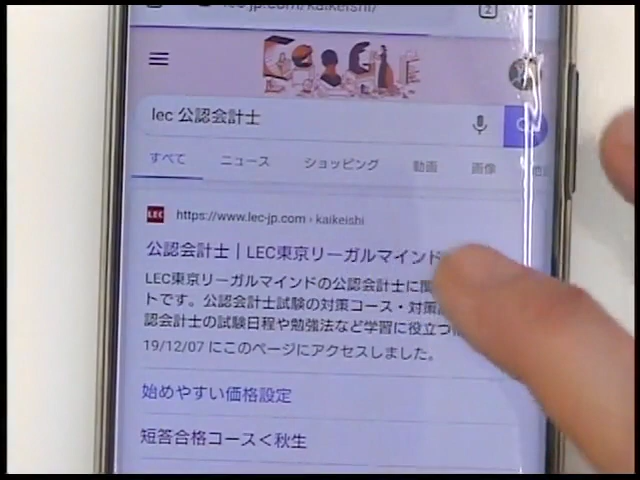 lec-jp.com/kaikeishi/
2
Google
lec 公認会計士
すべて ニュース ショッピング 動画 画像 地
LEC https://www.lec-jp.com › kaikeishi
公認会計士 | LEC東京リーガルマインド
LEC東京リーガルマインドの公認会計士に関
トです。公認会計士試験の対策コース・対策
認会計士の試験日程や勉強法など学習に役立つ
19/12/07 にこのページにアクセスしました。
始めやすい価格設定
短答合格コース<秋生